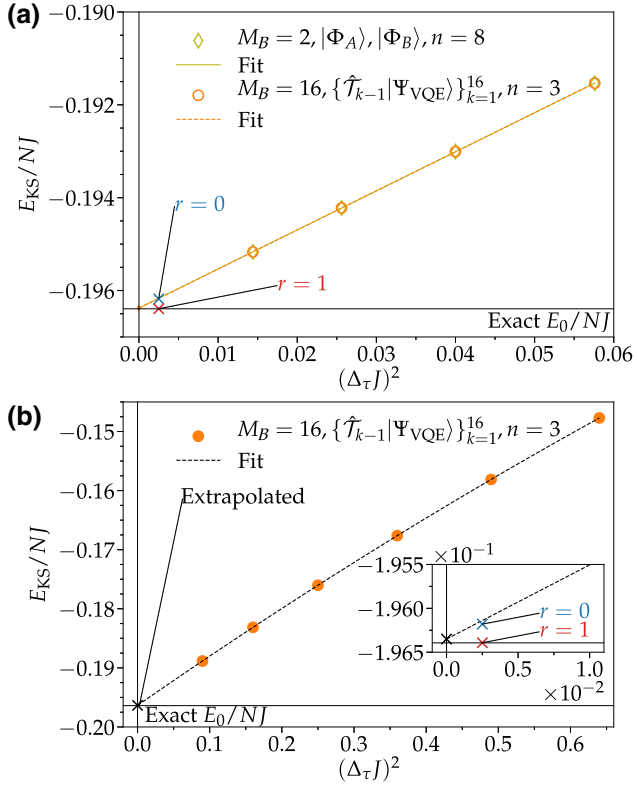 (a)
−0.190
−0.192
−0.194
−0.196
E_KS/NJ
M_B = 2, |Φ_A⟩, |Φ_B⟩, n = 8
Fit
M_B = 16, {𝒯̂_{k−1}|Ψ_VQE⟩}_{k=1}^{16}, n = 3
Fit
r = 0
r = 1
Exact E_0/NJ
0.00 0.01 0.02 0.03 0.04 0.05 0.06
(Δ_τ J)^2
(b)
−0.15
−0.16
−0.17
−0.18
−0.19
−0.20
E_KS/NJ
M_B = 16, {𝒯̂_{k−1}|Ψ_VQE⟩}_{k=1}^{16}, n = 3
Fit
Extrapolated
×10^{−1}
−1.955
−1.960
−1.965
r = 0
r = 1
0.0 0.5 1.0
×10^{−2}
Exact E_0/NJ
0.0 0.1 0.2 0.3 0.4 0.5 0.6
(Δ_τ J)^2